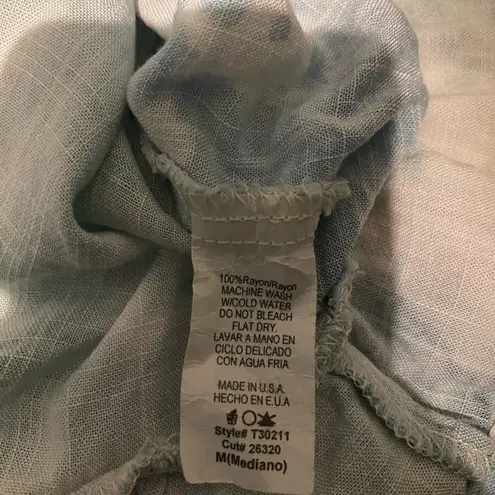 100%Rayon/Rayon
MACHINE WASH
W/COLD WATER
DO NOT BLEACH
FLAT DRY.
LAVAR A MANO EN
CICLO DELICADO
CON AGUA FRIA
MADE IN U.S.A.
HECHO EN E.U.A
Style# T30211
Cut# 26320
M(Mediano)